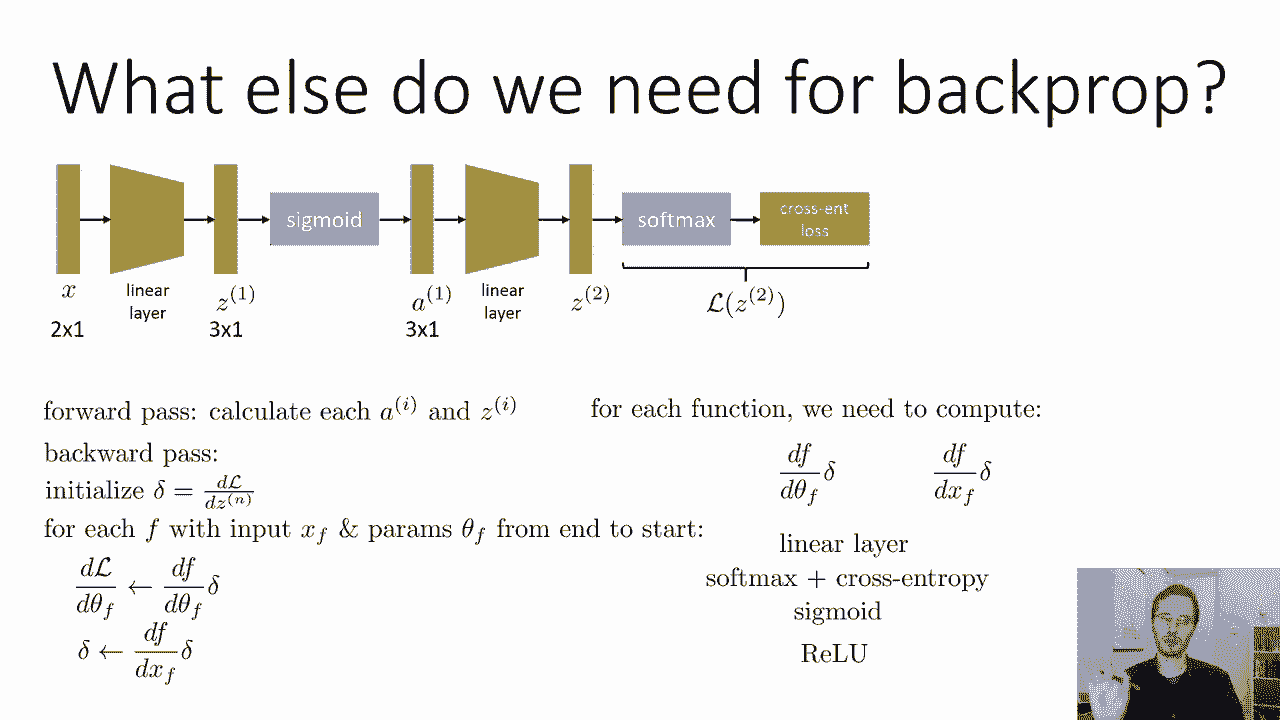 What else do we need for backprop?
sigmoid
softmax
cross-ent
loss
x
linear
layer
z^{(1)}
a^{(1)}
linear
layer
z^{(2)}
\mathcal{L}(z^{(2)})
2x1
3x1
3x1
forward pass: calculate each a^{(i)} and z^{(i)}
backward pass:
initialize \delta = \frac{d\mathcal{L}}{dz^{(n)}}
for each f with input x_f & params \theta_f from end to start:
\frac{d\mathcal{L}}{d\theta_f} \leftarrow \frac{df}{d\theta_f}\delta
\delta \leftarrow \frac{df}{dx_f}\delta
for each function, we need to compute:
\frac{df}{d\theta_f}\delta \frac{df}{dx_f}\delta
linear layer
softmax + cross-entropy
sigmoid
ReLU